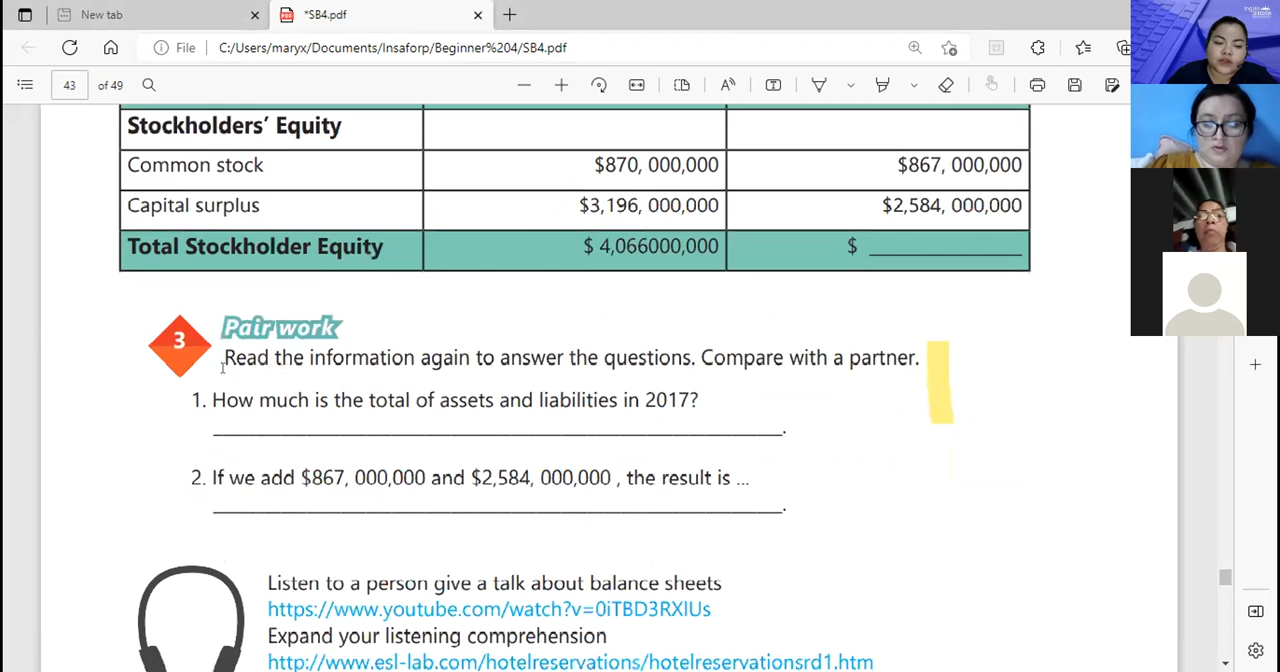 New tab
*SB4.pdf
File C:/Users/maryx/Documents/Insaforp/Beginner%204/SB4.pdf
43 of 49
Stockholders' Equity
Common stock $870, 000,000 $867, 000,000
Capital surplus $3,196, 000,000 $2,584, 000,000
Total Stockholder Equity $ 4,066000,000 $ _______________
3
Pair work
Read the information again to answer the questions. Compare with a partner.
1. How much is the total of assets and liabilities in 2017?
_______________________________________________.
2. If we add $867, 000,000 and $2,584, 000,000 , the result is ...
_______________________________________________.
Listen to a person give a talk about balance sheets
https://www.youtube.com/watch?v=0iTBD3RXlUs
Expand your listening comprehension
http://www.esl-lab.com/hotelreservations/hotelreservationsrd1.htm